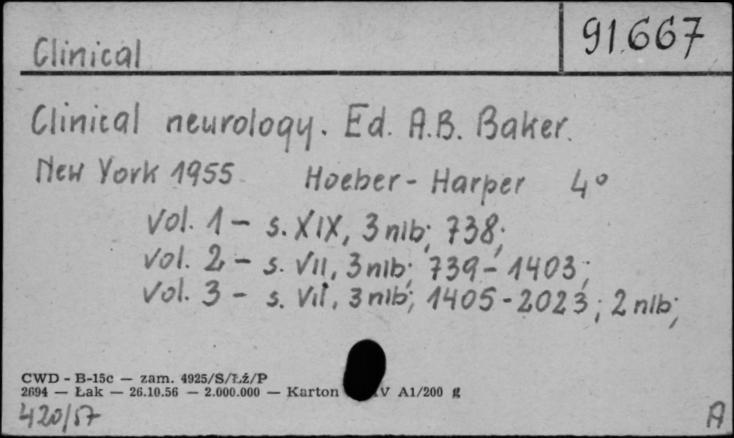 Clinical
91667
Clinical neurology. Ed. A.B. Baker.
New York 1955 Hoeber-Harper 4°
Vol. 1 - s. XIX, 3 nlb; 738;
Vol. 2 - s. VII, 3 nlb; 739-1403;
Vol. 3 - s. VII, 3 nlb; 1405-2023; 2 nlb;
CWD - B-15c — zam. 4925/S/Łź/P
2694 — Łak — 26.10.56 — 2.000.000 — Karton V A1/200 g
420/57
A